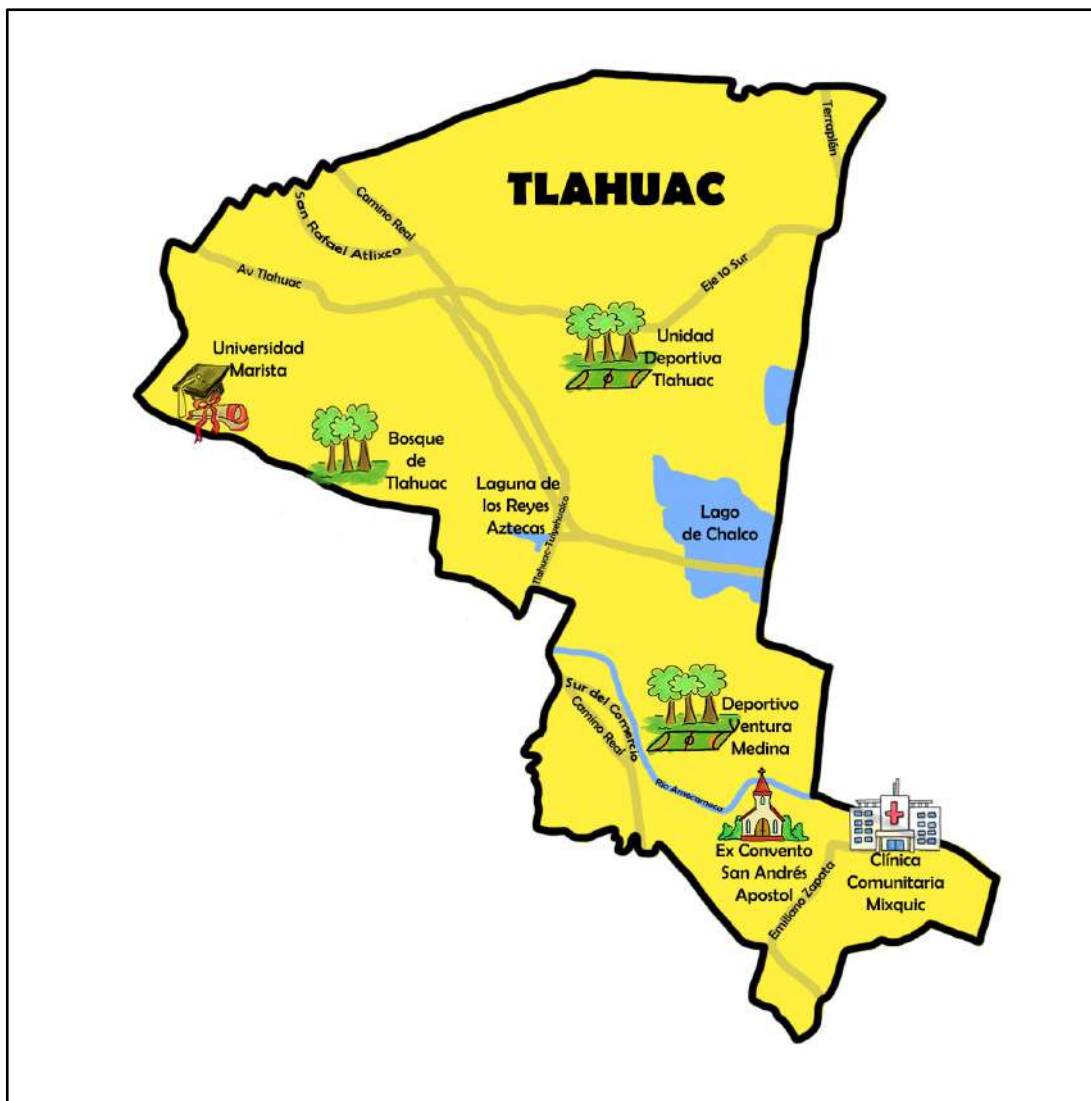 Terraplén
TLAHUAC
Camino Real
San Rafael Atlixco
Av Tlahuac
Eje 10 Sur
Universidad
Marista
Unidad
Deportiva
Tlahuac
Bosque
de
Tlahuac
Laguna de
los Reyes
Aztecas
Tlahuac-Tulyehualco
Lago
de Chalco
Sur del Comercio
Camino Real
Deportivo
Ventura
Medina
Rio Amecameca
Ex Convento
San Andrés
Apostol
Clínica
Comunitaria
Mixquic
Emiliano Zapata